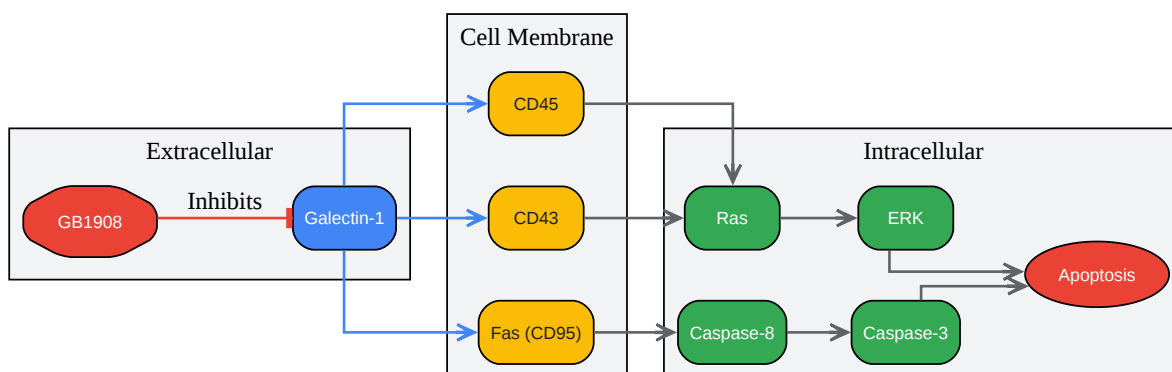 Cell Membrane
CD45
Extracellular
Intracellular
Inhibits
GB1908
Galectin-1
CD43
Ras
ERK
Apoptosis
Fas (CD95)
Caspase-8
Caspase-3